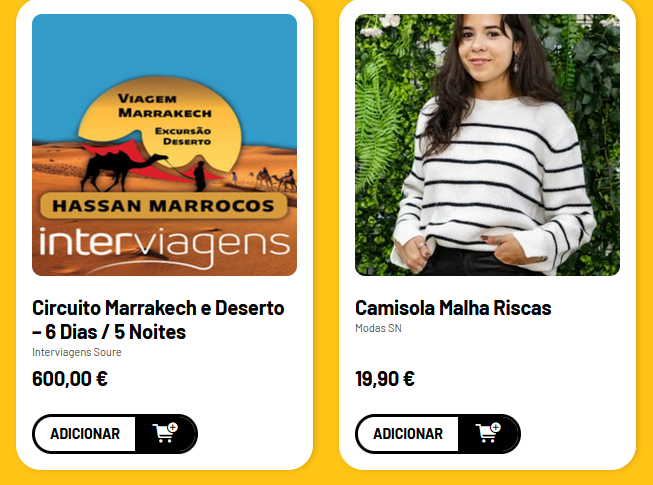 VIAGEM
MARRAKECH
EXCURSÃO
DESERTO
HASSAN MARROCOS
interviagens
Circuito Marrakech e Deserto
– 6 Dias / 5 Noites
Interviagens Soure
600,00 €
ADICIONAR
Camisola Malha Riscas
Modas SN
19,90 €
ADICIONAR